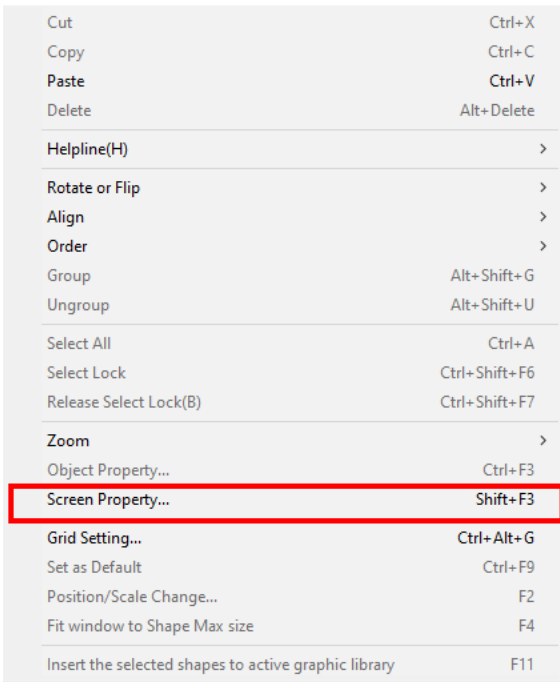 Cut Ctrl+X
Copy Ctrl+C
Paste Ctrl+V
Delete Alt+Delete
Helpline(H) >
Rotate or Flip >
Align >
Order >
Group Alt+Shift+G
Ungroup Alt+Shift+U
Select All Ctrl+A
Select Lock Ctrl+Shift+F6
Release Select Lock(B) Ctrl+Shift+F7
Zoom >
Object Property... Ctrl+F3
Screen Property... Shift+F3
Grid Setting... Ctrl+Alt+G
Set as Default Ctrl+F9
Position/Scale Change... F2
Fit window to Shape Max size F4
Insert the selected shapes to active graphic library F11